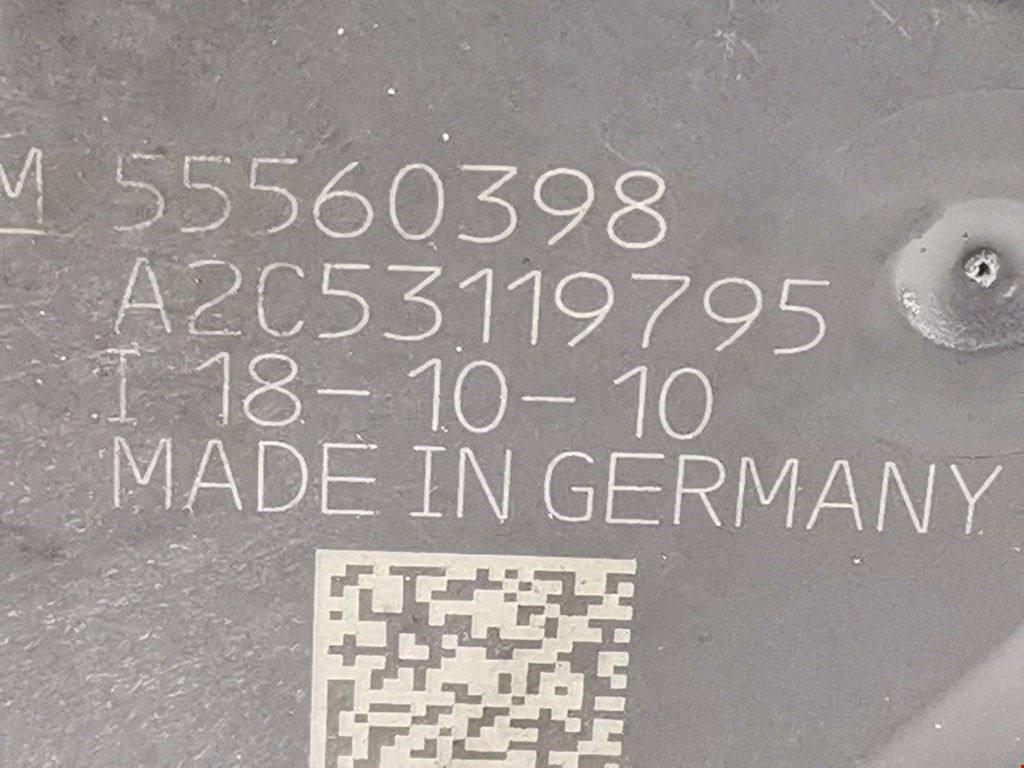 M 55560398
A2C53119795
I 18-10-10
MADE IN GERMANY